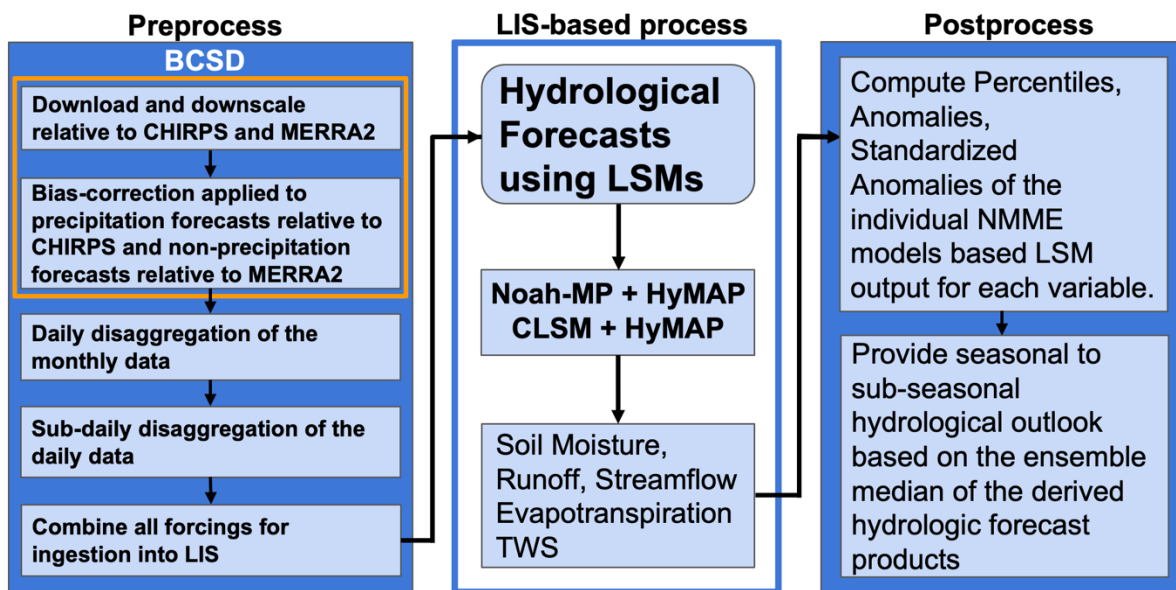 Preprocess
BCSD
Download and downscale
relative to CHIRPS and MERRA2
Bias-correction applied to
precipitation forecasts relative to
CHIRPS and non-precipitation
forecasts relative to MERRA2
Daily disaggregation of the
monthly data
Sub-daily disaggregation of the
daily data
Combine all forcings for
ingestion into LIS
LIS-based process
Hydrological
Forecasts
using LSMs
Noah-MP + HyMAP
CLSM + HyMAP
Soil Moisture,
Runoff, Streamflow
Evapotranspiration
TWS
Postprocess
Compute Percentiles,
Anomalies,
Standardized
Anomalies of the
individual NMME
models based LSM
output for each variable.
Provide seasonal to
sub-seasonal
hydrological outlook
based on the ensemble
median of the derived
hydrologic forecast
products